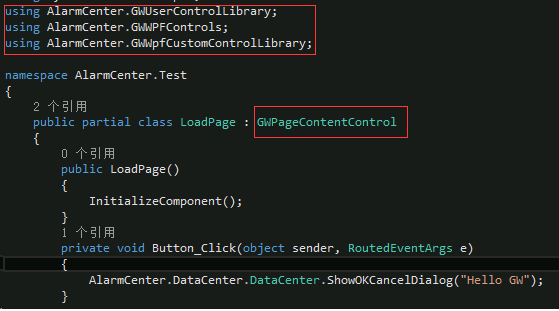 using AlarmCenter.GWUserControlLibrary;
using AlarmCenter.GWWPFControls;
using AlarmCenter.GWWpfCustomControlLibrary;
namespace AlarmCenter.Test
{
2 个引用
public partial class LoadPage : GWPageContentControl
{
0 个引用
public LoadPage()
{
InitializeComponent();
}
1 个引用
private void Button_Click(object sender, RoutedEventArgs e)
{
AlarmCenter.DataCenter.DataCenter.ShowOKCancelDialog("Hello GW");
}